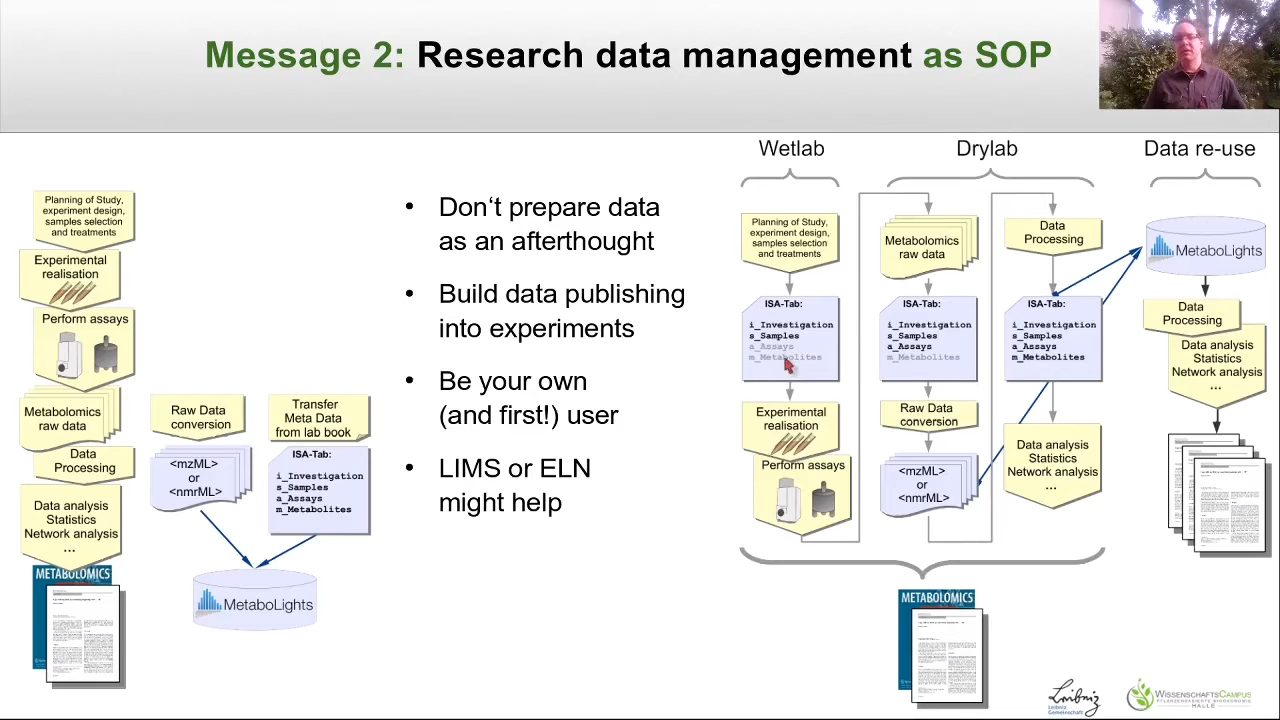 Message 2: Research data management as SOP
Planning of Study,
experiment design,
samples selection
and treatments
Experimental
realisation
Perform assays
Metabolomics
raw data
Data
Processing
Data analysis
Statistics
Network analysis
...
METABOLOMICS
Raw Data
conversion
<mzML>
or
<nmrML>
Transfer
Meta Data
from lab book
ISA-Tab:
i_Investigation
s_Samples
a_Assays
m_Metabolites
MetaboLights
• Don‘t prepare data
as an afterthought
• Build data publishing
into experiments
• Be your own
(and first!) user
• LIMS or ELN
might help
Wetlab
Planning of Study,
experiment design,
samples selection
and treatments
ISA-Tab:
i_Investigation
s_Samples
a_Assays
m_Metabolites
Experimental
realisation
Perform assays
Drylab
Metabolomics
raw data
ISA-Tab:
i_Investigation
s_Samples
a_Assays
m_Metabolites
Raw Data
conversion
<mzML>
or
<nmrML>
Data
Processing
ISA-Tab:
i_Investigation
s_Samples
a_Assays
m_Metabolites
Data analysis
Statistics
Network analysis
...
METABOLOMICS
Data re-use
MetaboLights
Data
Processing
Data analysis
Statistics
Network analysis
...
Leibniz
Leibniz
Gemeinschaft
WISSENSCHAFTSCAMPUS
PFLANZENBASIERTE BIOÖKONOMIE
HALLE